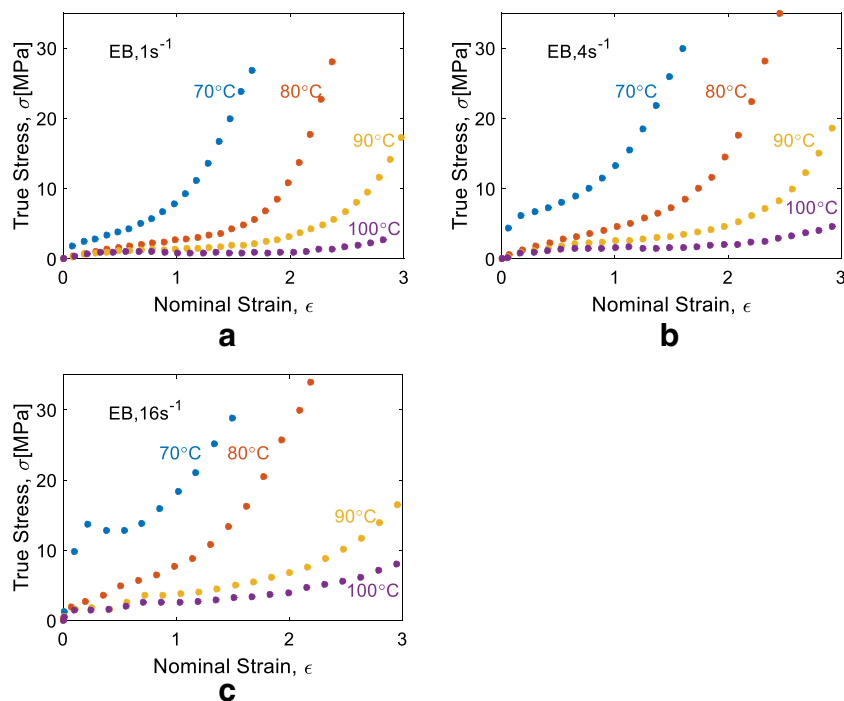 EB,1s-1
True Stress, σ[MPa]
30
20
10
0
70°C
80°C
90°C
100°C
0 1 2 3
Nominal Strain, ϵ
a
EB,4s-1
True Stress, σ[MPa]
30
20
10
0
70°C
80°C
90°C
100°C
0 1 2 3
Nominal Strain, ϵ
b
EB,16s-1
True Stress, σ[MPa]
30
20
10
0
70°C
80°C
90°C
100°C
0 1 2 3
Nominal Strain, ϵ
c